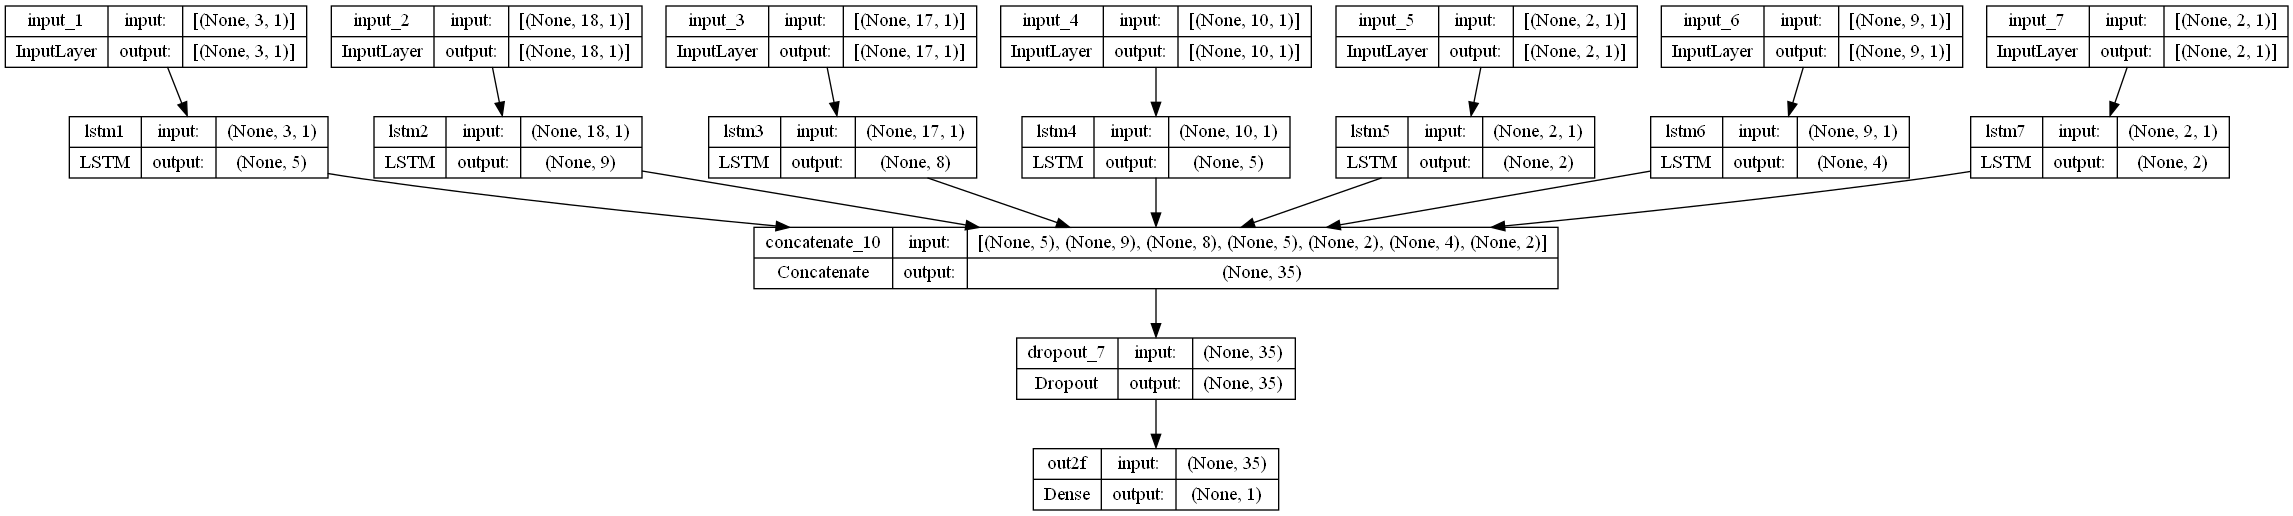 input_1 input: [(None, 3, 1)]
InputLayer output: [(None, 3, 1)]
input_2 input: [(None, 18, 1)]
InputLayer output: [(None, 18, 1)]
input_3 input: [(None, 17, 1)]
InputLayer output: [(None, 17, 1)]
input_4 input: [(None, 10, 1)]
InputLayer output: [(None, 10, 1)]
input_5 input: [(None, 2, 1)]
InputLayer output: [(None, 2, 1)]
input_6 input: [(None, 9, 1)]
InputLayer output: [(None, 9, 1)]
input_7 input: [(None, 2, 1)]
InputLayer output: [(None, 2, 1)]
lstm1 input: (None, 3, 1)
LSTM output: (None, 5)
lstm2 input: (None, 18, 1)
LSTM output: (None, 9)
lstm3 input: (None, 17, 1)
LSTM output: (None, 8)
lstm4 input: (None, 10, 1)
LSTM output: (None, 5)
lstm5 input: (None, 2, 1)
LSTM output: (None, 2)
lstm6 input: (None, 9, 1)
LSTM output: (None, 4)
lstm7 input: (None, 2, 1)
LSTM output: (None, 2)
concatenate_10 input: [(None, 5), (None, 9), (None, 8), (None, 5), (None, 2), (None, 4), (None, 2)]
Concatenate output: (None, 35)
dropout_7 input: (None, 35)
Dropout output: (None, 35)
out2f input: (None, 35)
Dense output: (None, 1)